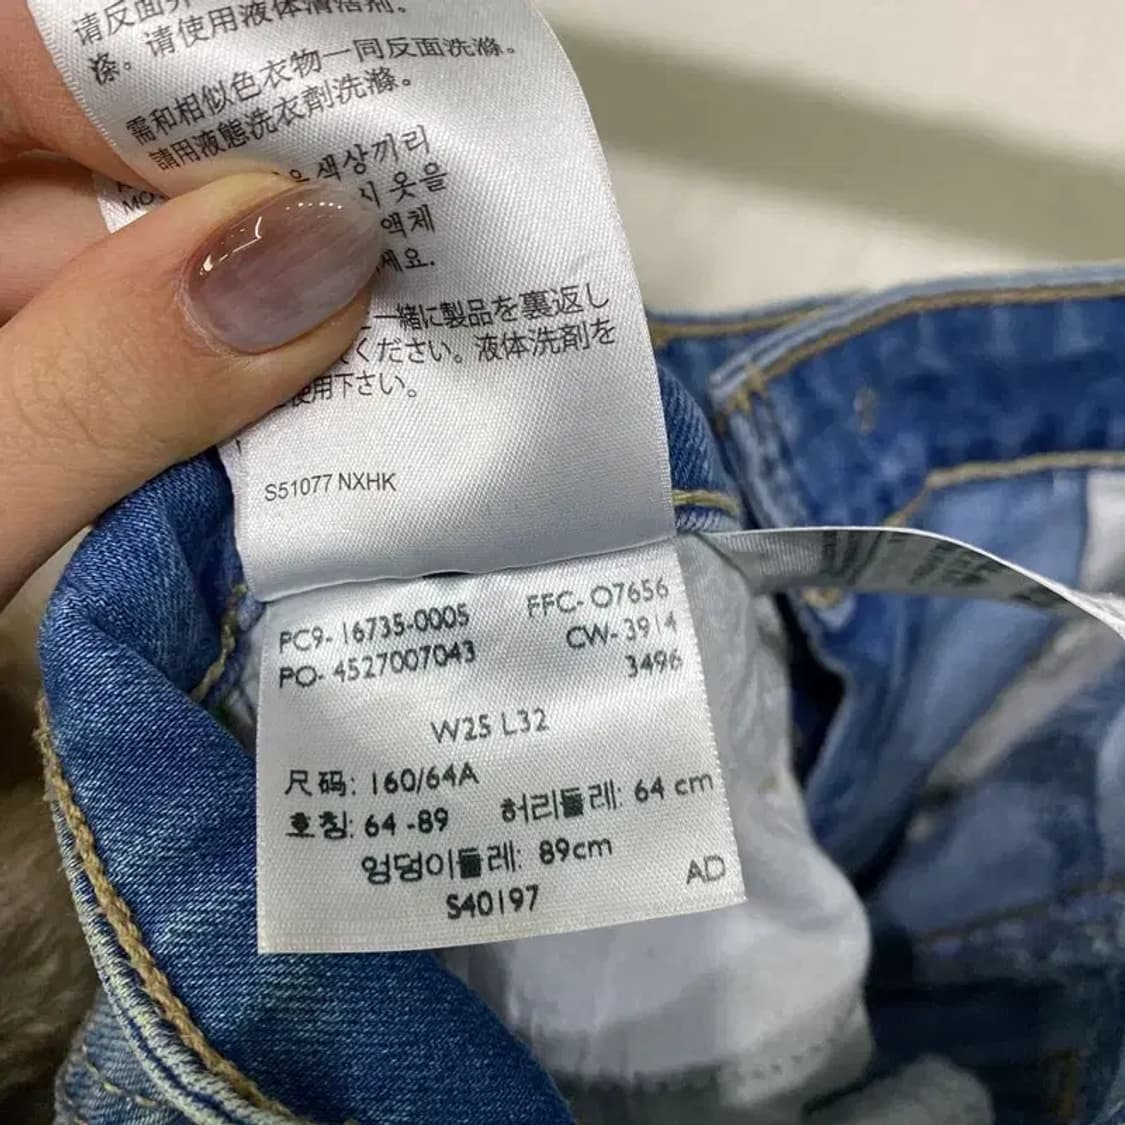 请反面
涤。请使用液体清洁剂。
需和相似色衣物一同反面洗滌。
請用液態洗衣劑洗滌。
색상끼리
시 옷을
액체
세요.
一緒に製品を裏返し
ください。液体洗剤を
使用下さい。
S51077 NXHK
PC9- 16735-0005 FFC- 07656
PO- 4527007043 CW- 3914
3496
W25 L32
尺码: 160/64A
호칭: 64 -89 허리둘레: 64 cm
엉덩이둘레: 89cm
S40197 AD